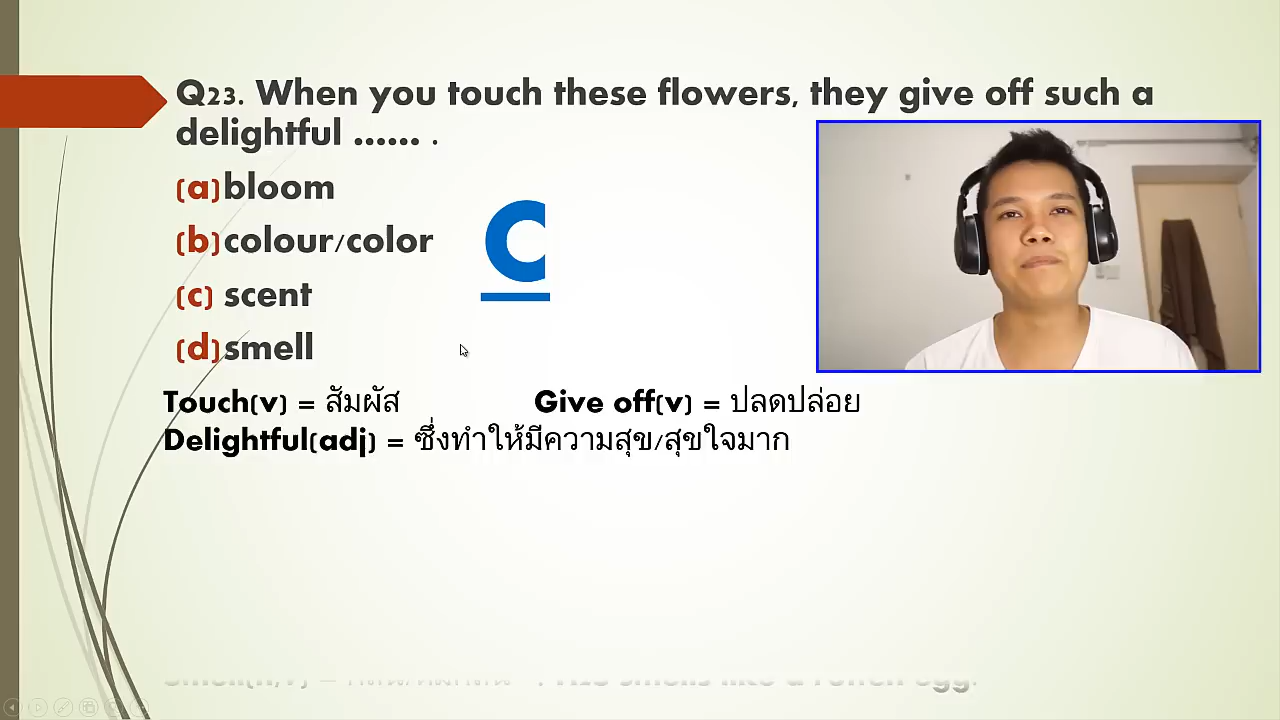 Q23. When you touch these flowers, they give off such a
delightful ...... .
(a)bloom
(b)colour/color
(c) scent
(d)smell
C
Touch(v) = สัมผัส Give off(v) = ปลดปล่อย
Delightful(adj) = ซึ่งทำให้มีความสุข/สุขใจมาก